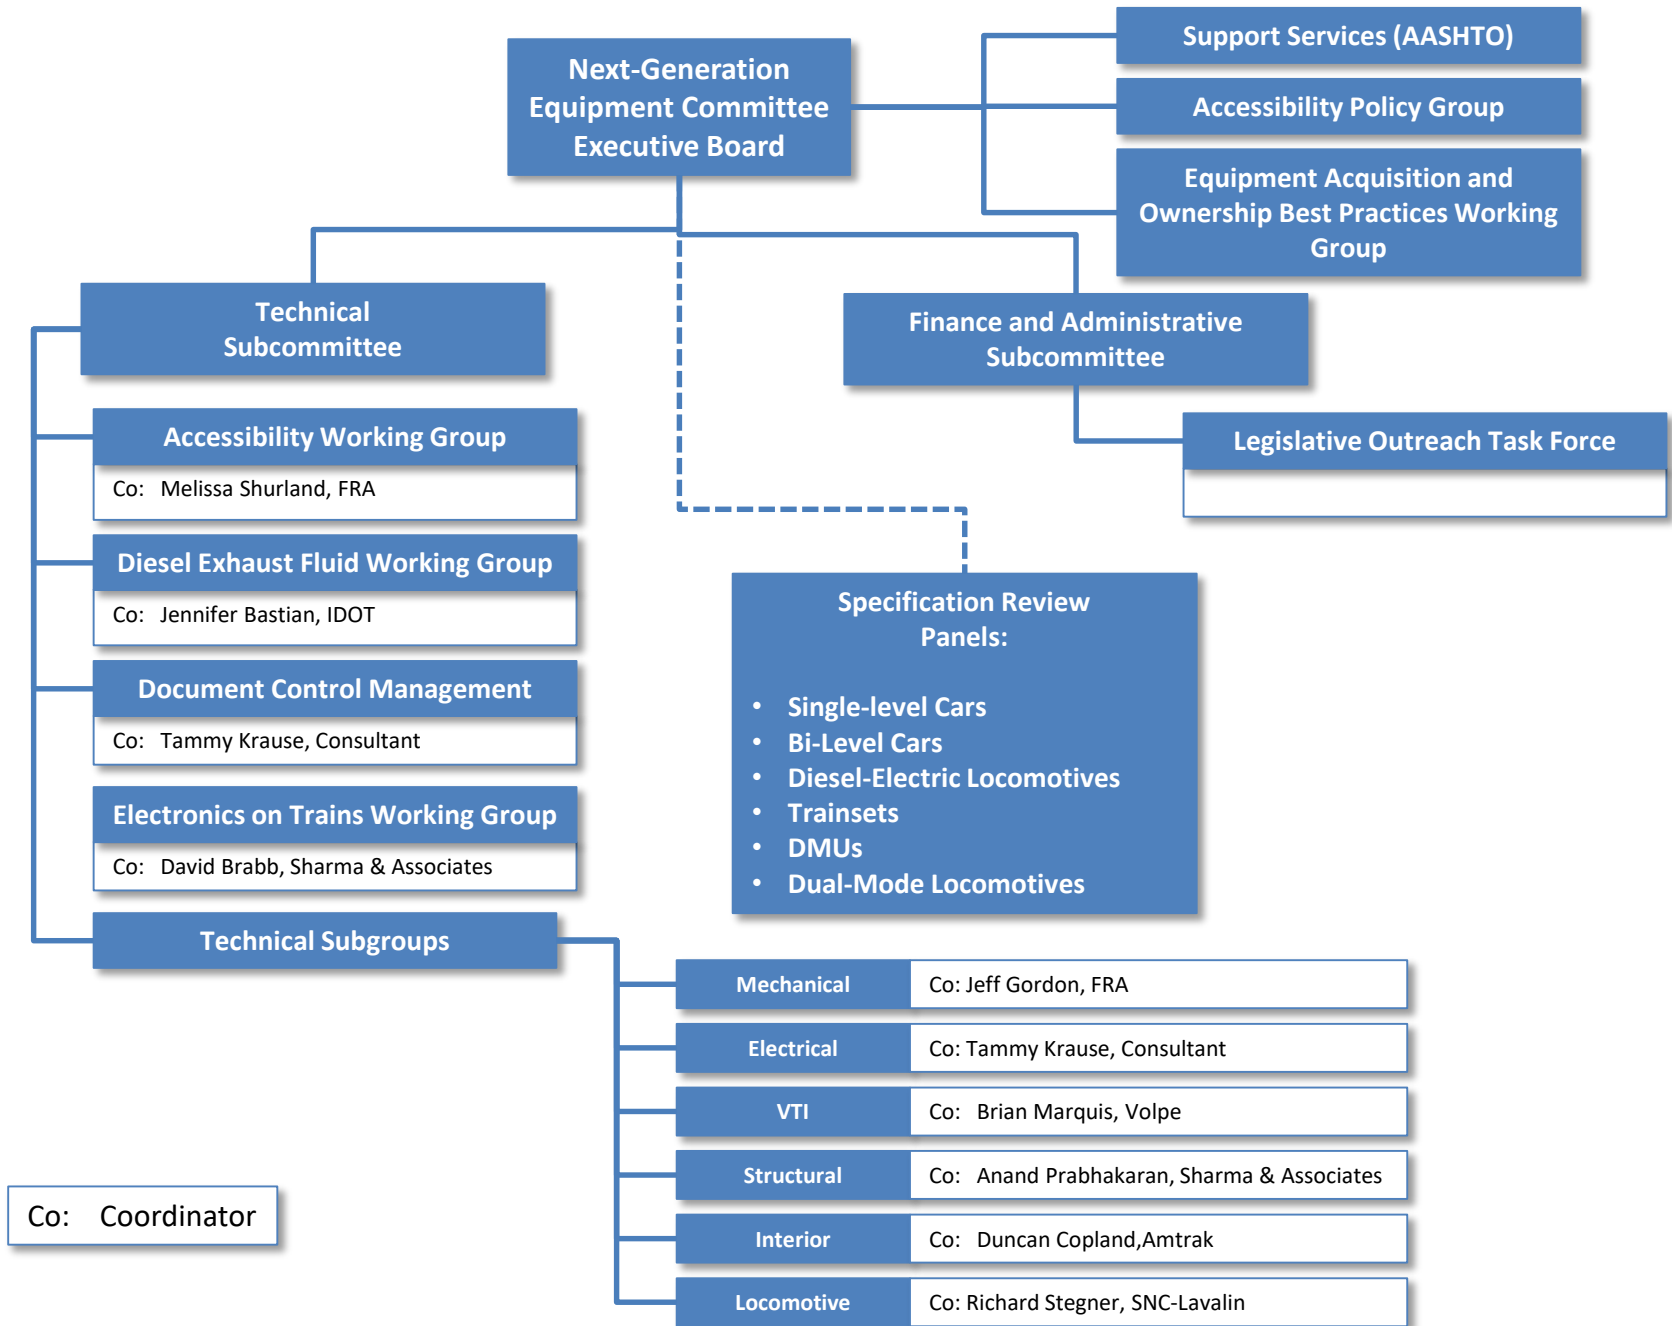 Next-Generation
Equipment Committee
Executive Board
Support Services (AASHTO)
Accessibility Policy Group
Equipment Acquisition and
Ownership Best Practices Working
Group
Technical
Subcommittee
Finance and Administrative
Subcommittee
Legislative Outreach Task Force
Accessibility Working Group
Co: Melissa Shurland, FRA
Diesel Exhaust Fluid Working Group
Co: Jennifer Bastian, IDOT
Document Control Management
Co: Tammy Krause, Consultant
Electronics on Trains Working Group
Co: David Brabb, Sharma & Associates
Technical Subgroups
Specification Review
Panels:
• Single-level Cars
• Bi-Level Cars
• Diesel-Electric Locomotives
• Trainsets
• DMUs
• Dual-Mode Locomotives
Mechanical Co: Jeff Gordon, FRA
Electrical Co: Tammy Krause, Consultant
VTI Co: Brian Marquis, Volpe
Structural Co: Anand Prabhakaran, Sharma & Associates
Interior Co: Duncan Copland,Amtrak
Locomotive Co: Richard Stegner, SNC-Lavalin
Co: Coordinator